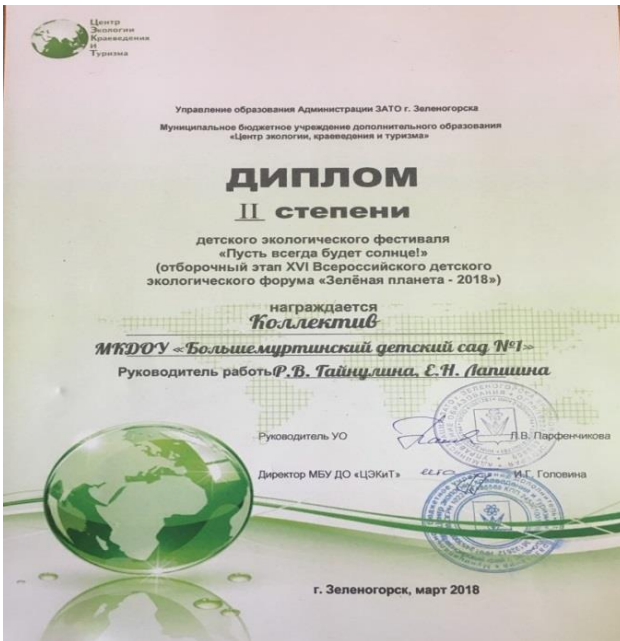 Центр
Экологии
Краеведения
И
Туризма
Управление образования Администрации ЗАТО г. Зеленогорска
Муниципальное бюджетное учреждение дополнительного образования
«Центр экологии, краеведения и туризма»
ДИПЛОМ
II степени
детского экологического фестиваля
«Пусть всегда будет солнце!»
(отборочный этап XVI Всероссийского детского
экологического форума «Зелёная планета - 2018»)
награждается
Коллектив
МКДОУ «Большемуртинский детский сад №1»
Руководитель работы Р.В. Гайнулина, Е.Н. Лапшина
Руководитель УО Л.В. Парфенчикова
Директор МБУ ДО «ЦЭКиТ» И.Г. Головина
г. Зеленогорск, март 2018